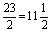 23/2 = 11 1/2